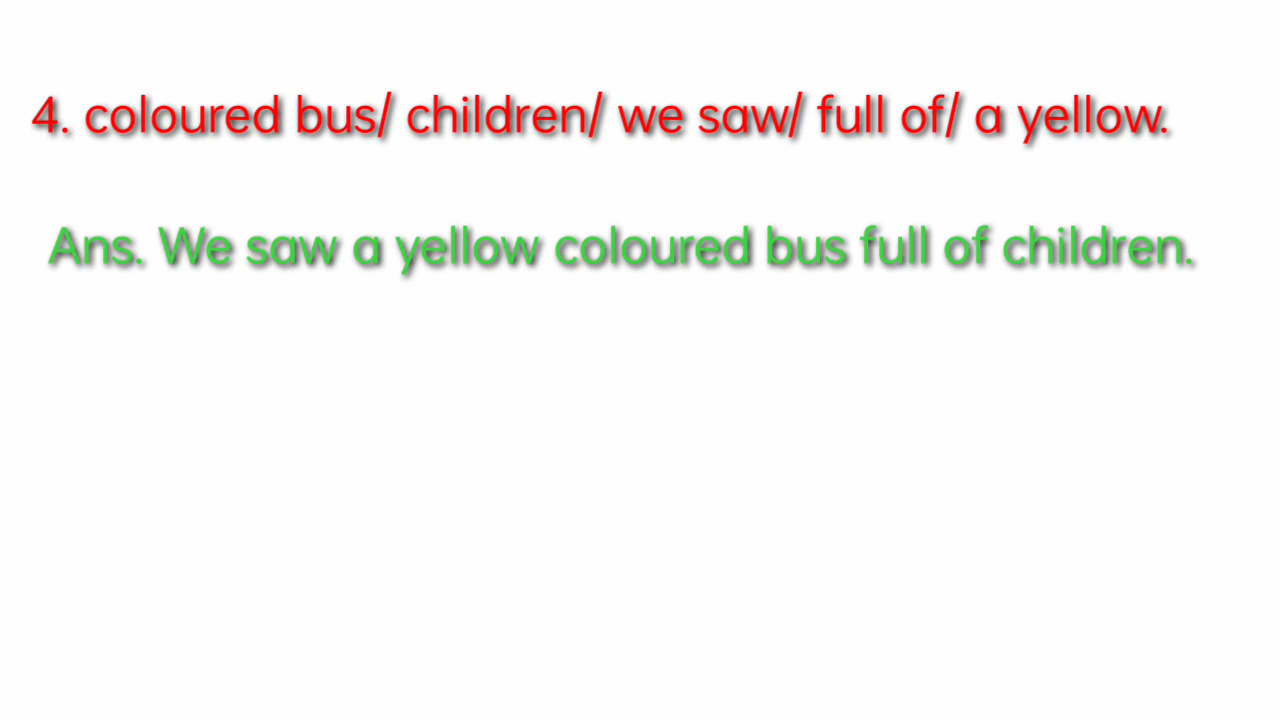 4. coloured bus/ children/ we saw/ full of/ a yellow.
Ans. We saw a yellow coloured bus full of children.